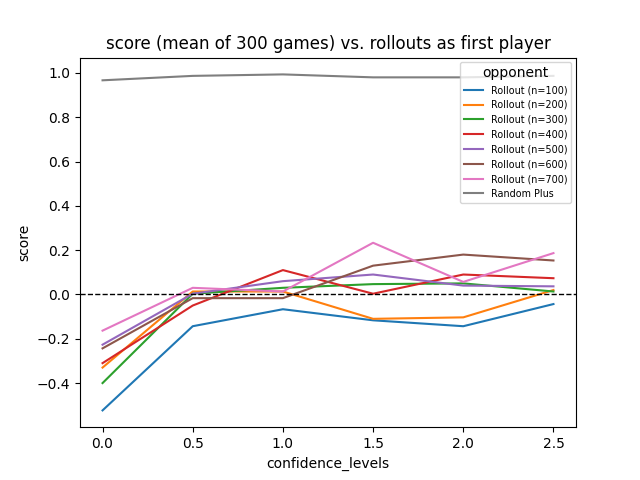 score (mean of 300 games) vs. rollouts as first player
opponent
Rollout (n=100)
Rollout (n=200)
Rollout (n=300)
Rollout (n=400)
Rollout (n=500)
Rollout (n=600)
Rollout (n=700)
Random Plus
1.0
0.8
0.6
0.4
0.2
0.0
−0.2
−0.4
score
0.0 0.5 1.0 1.5 2.0 2.5
confidence_levels